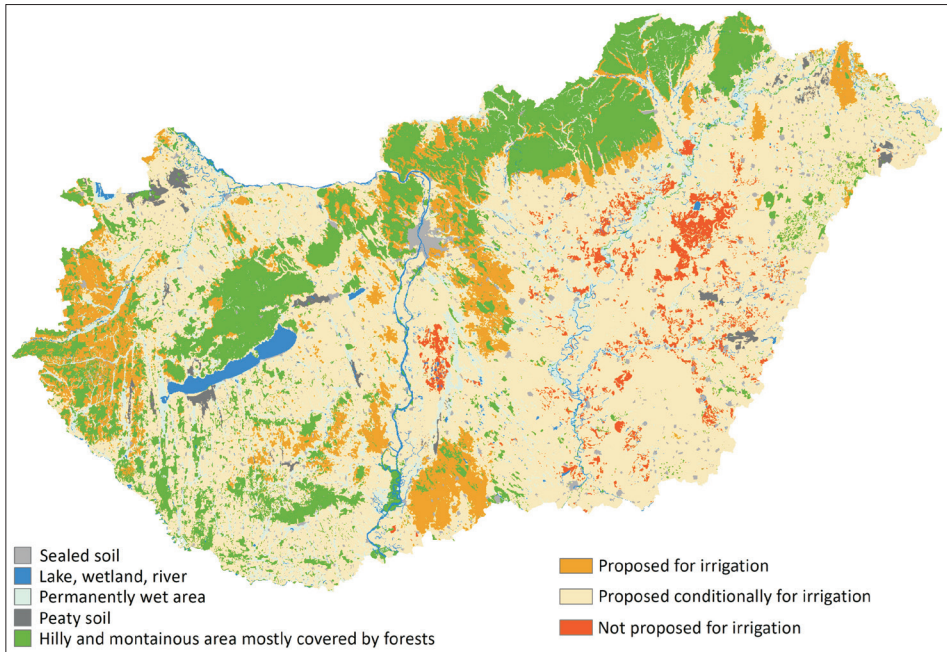 Sealed soil
Lake, wetland, river
Permanently wet area
Peaty soil
Hilly and montainous area mostly covered by forests
Proposed for irrigation
Proposed conditionally for irrigation
Not proposed for irrigation